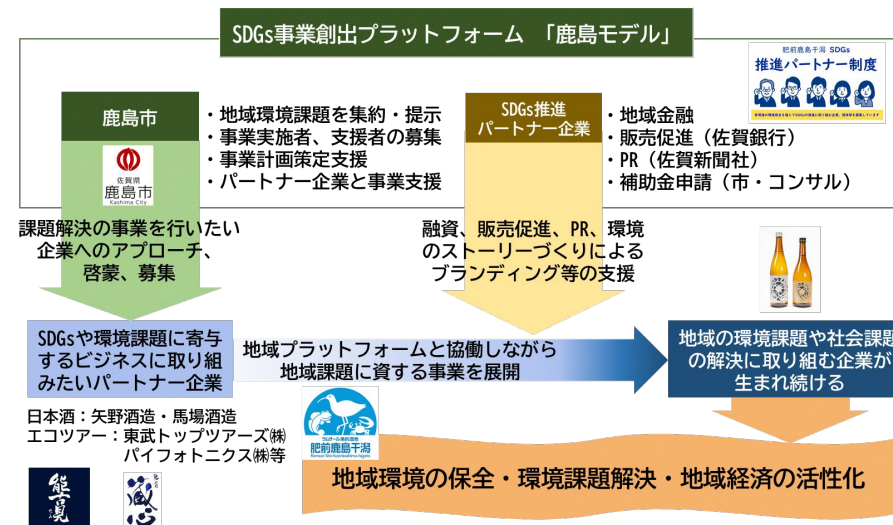 SDGs事業創出プラットフォーム 「鹿島モデル」
肥前鹿島干潟 SDGs
推進パートナー制度
鹿島市
・地域環境課題を集約・提示
・事業実施者、支援者の募集
・事業計画策定支援
・パートナー企業と事業支援
SDGs推進
パートナー企業
・地域金融
・販売促進（佐賀銀行）
・PR（佐賀新聞社）
・補助金申請（市・コンサル）
佐賀県
鹿島市
Kashima City
課題解決の事業を行いたい
企業へのアプローチ、
啓蒙、募集
融資、販売促進、PR、環境
のストーリーづくりによる
ブランディング等の支援
SDGsや環境課題に寄与
するビジネスに取り組
みたいパートナー企業
地域プラットフォームと協働しながら
地域課題に資する事業を展開
地域の環境課題や社会課題
の解決に取り組む企業が
生まれ続ける
日本酒：矢野酒造・馬場酒造
エコツアー：東武トップツアーズ㈱
パイフォトニクス㈱等
ラムサール条約湿地
肥前鹿島干潟
地域環境の保全・環境課題解決・地域経済の活性化
能古見
蔵心